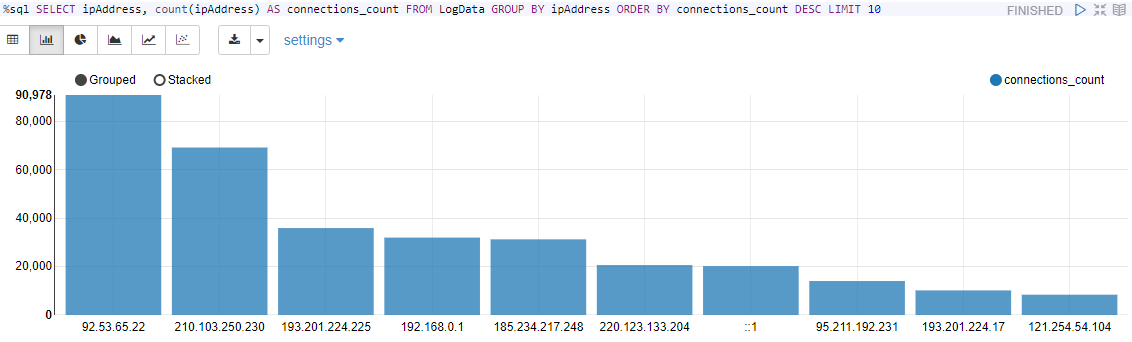 %sql SELECT ipAddress, count(ipAddress) AS connections_count FROM LogData GROUP BY ipAddress ORDER BY connections_count DESC LIMIT 10
FINISHED
settings
Grouped Stacked connections_count
90,978
80,000
60,000
40,000
20,000
0
92.53.65.22 210.103.250.230 193.201.224.225 192.168.0.1 185.234.217.248 220.123.133.204 ::1 95.211.192.231 193.201.224.17 121.254.54.104